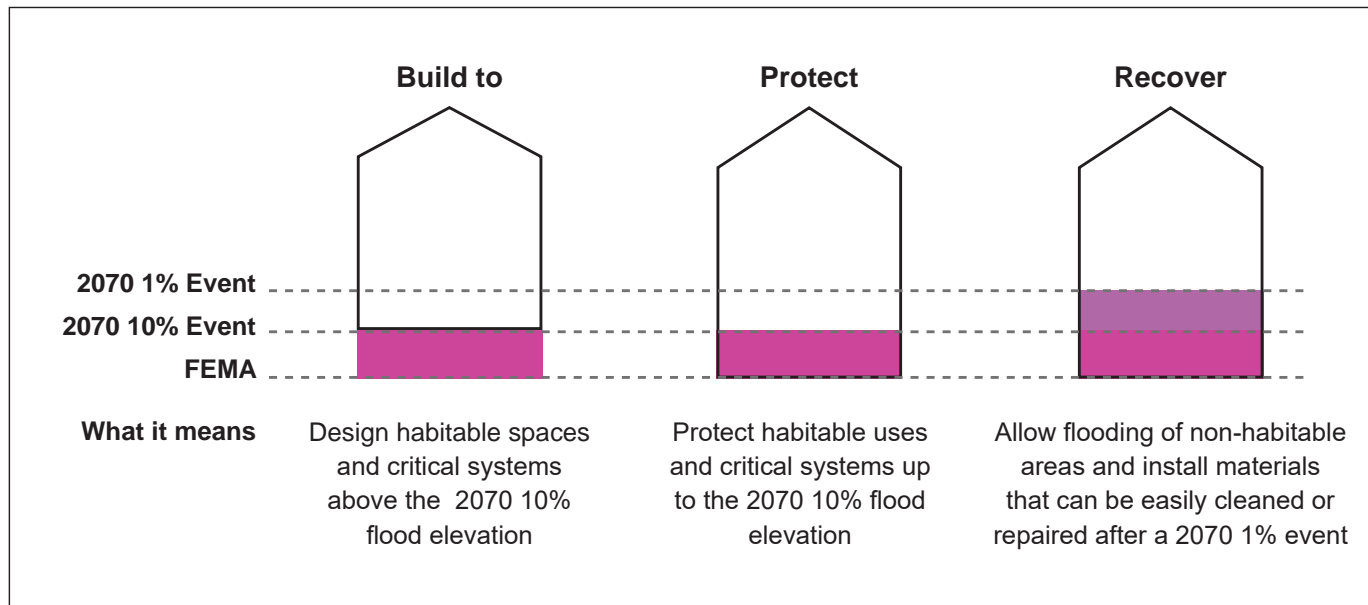 Build to
Protect
Recover
2070 1% Event
2070 10% Event
FEMA
What it means
Design habitable spaces
and critical systems
above the 2070 10%
flood elevation
Protect habitable uses
and critical systems up
to the 2070 10% flood
elevation
Allow flooding of non-habitable
areas and install materials
that can be easily cleaned or
repaired after a 2070 1% event